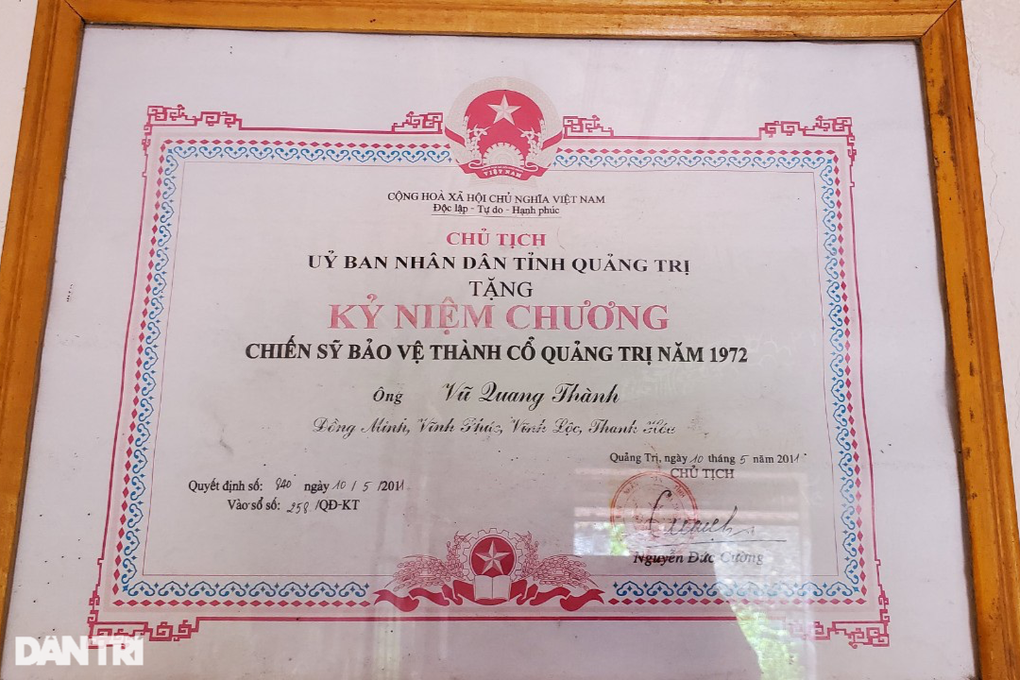 VIỆT NAM
CỘNG HOÀ XÃ HỘI CHỦ NGHĨA VIỆT NAM
Độc lập - Tự do - Hạnh phúc
CHỦ TỊCH
UỶ BAN NHÂN DÂN TỈNH QUẢNG TRỊ
TẶNG
KỶ NIỆM CHƯƠNG
CHIẾN SỸ BẢO VỆ THÀNH CỔ QUẢNG TRỊ NĂM 1972
Ông Vũ Quang Thành
Đồng Minh, Vĩnh Phúc, Vĩnh Lộc, Thanh Hóa
Quảng Trị, ngày 10 tháng 5 năm 2011
CHỦ TỊCH
Quyết định số: 840 ngày 10 / 5 /2011
Vào sổ số: 258 /QĐ-KT
Nguyễn Đức Cường
DÂN TRÍ